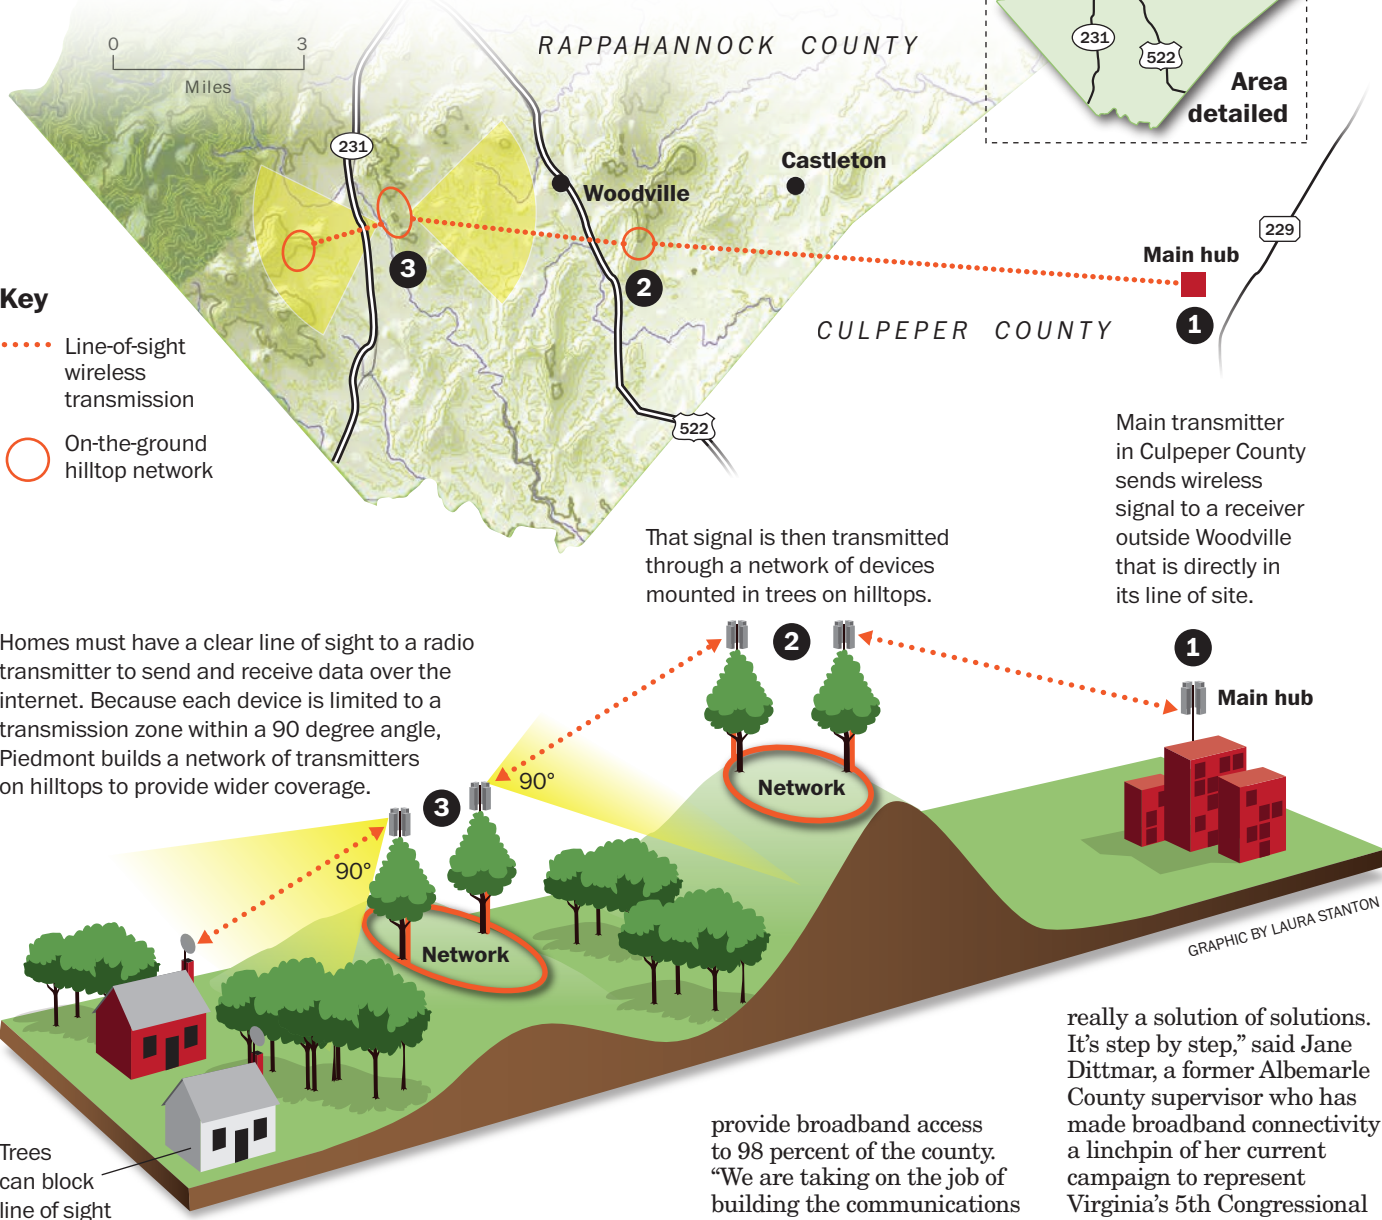 0 3
Miles
RAPPAHANNOCK COUNTY
231
522
Area
detailed
231
Castleton
Woodville
229
Main hub
3
2
1
CULPEPER COUNTY
522
Key
Line-of-sight
wireless
transmission
On-the-ground
hilltop network
Main transmitter
in Culpeper County
sends wireless
signal to a receiver
outside Woodville
that is directly in
its line of site.
That signal is then transmitted
through a network of devices
mounted in trees on hilltops.
Homes must have a clear line of sight to a radio
transmitter to send and receive data over the
internet. Because each device is limited to a
transmission zone within a 90 degree angle,
Piedmont builds a network of transmitters
on hilltops to provide wider coverage.
2
1
Main hub
Network
90°
3
90°
Network
GRAPHIC BY LAURA STANTON
Trees
can block
line of sight
provide broadband access
to 98 percent of the county.
“We are taking on the job of
building the communications
really a solution of solutions.
It’s step by step,” said Jane
Dittmar, a former Albemarle
County supervisor who has
made broadband connectivity
a linchpin of her current
campaign to represent
Virginia’s 5th Congressional